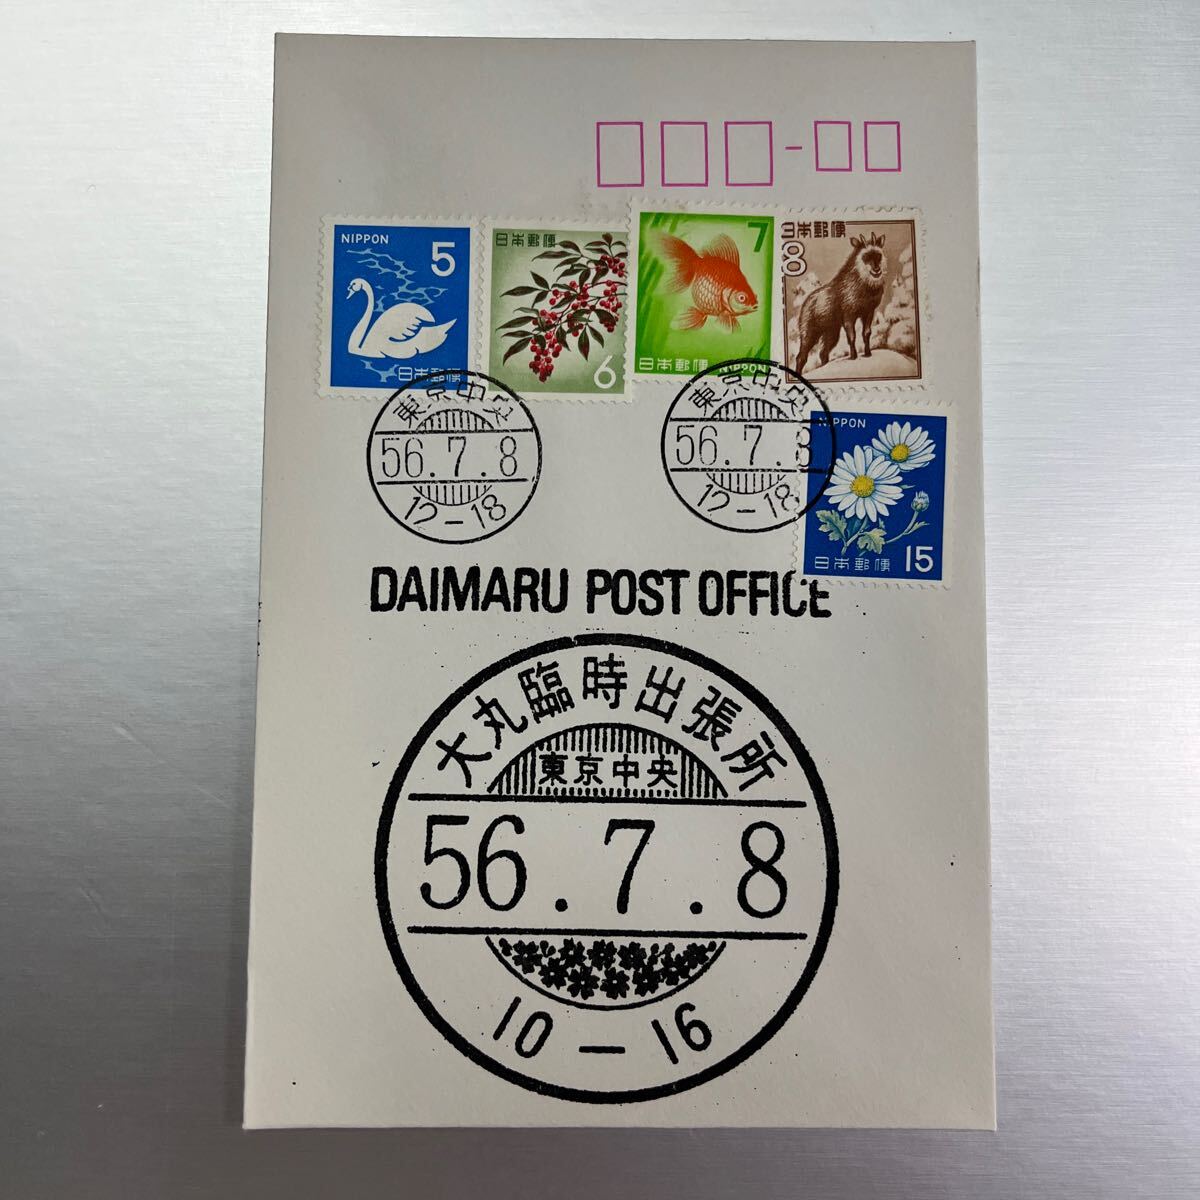 NIPPON 5
日本郵便
日本郵便
6
7
日本郵便 NIPPON
日本郵便
8
NIPPON
日本郵便 15
東京中央
56.7.8
12-18
東京中央
56.7.8
12-18
DAIMARU POST OFFICE
大丸臨時出張所
東京中央
56.7.8
10-16